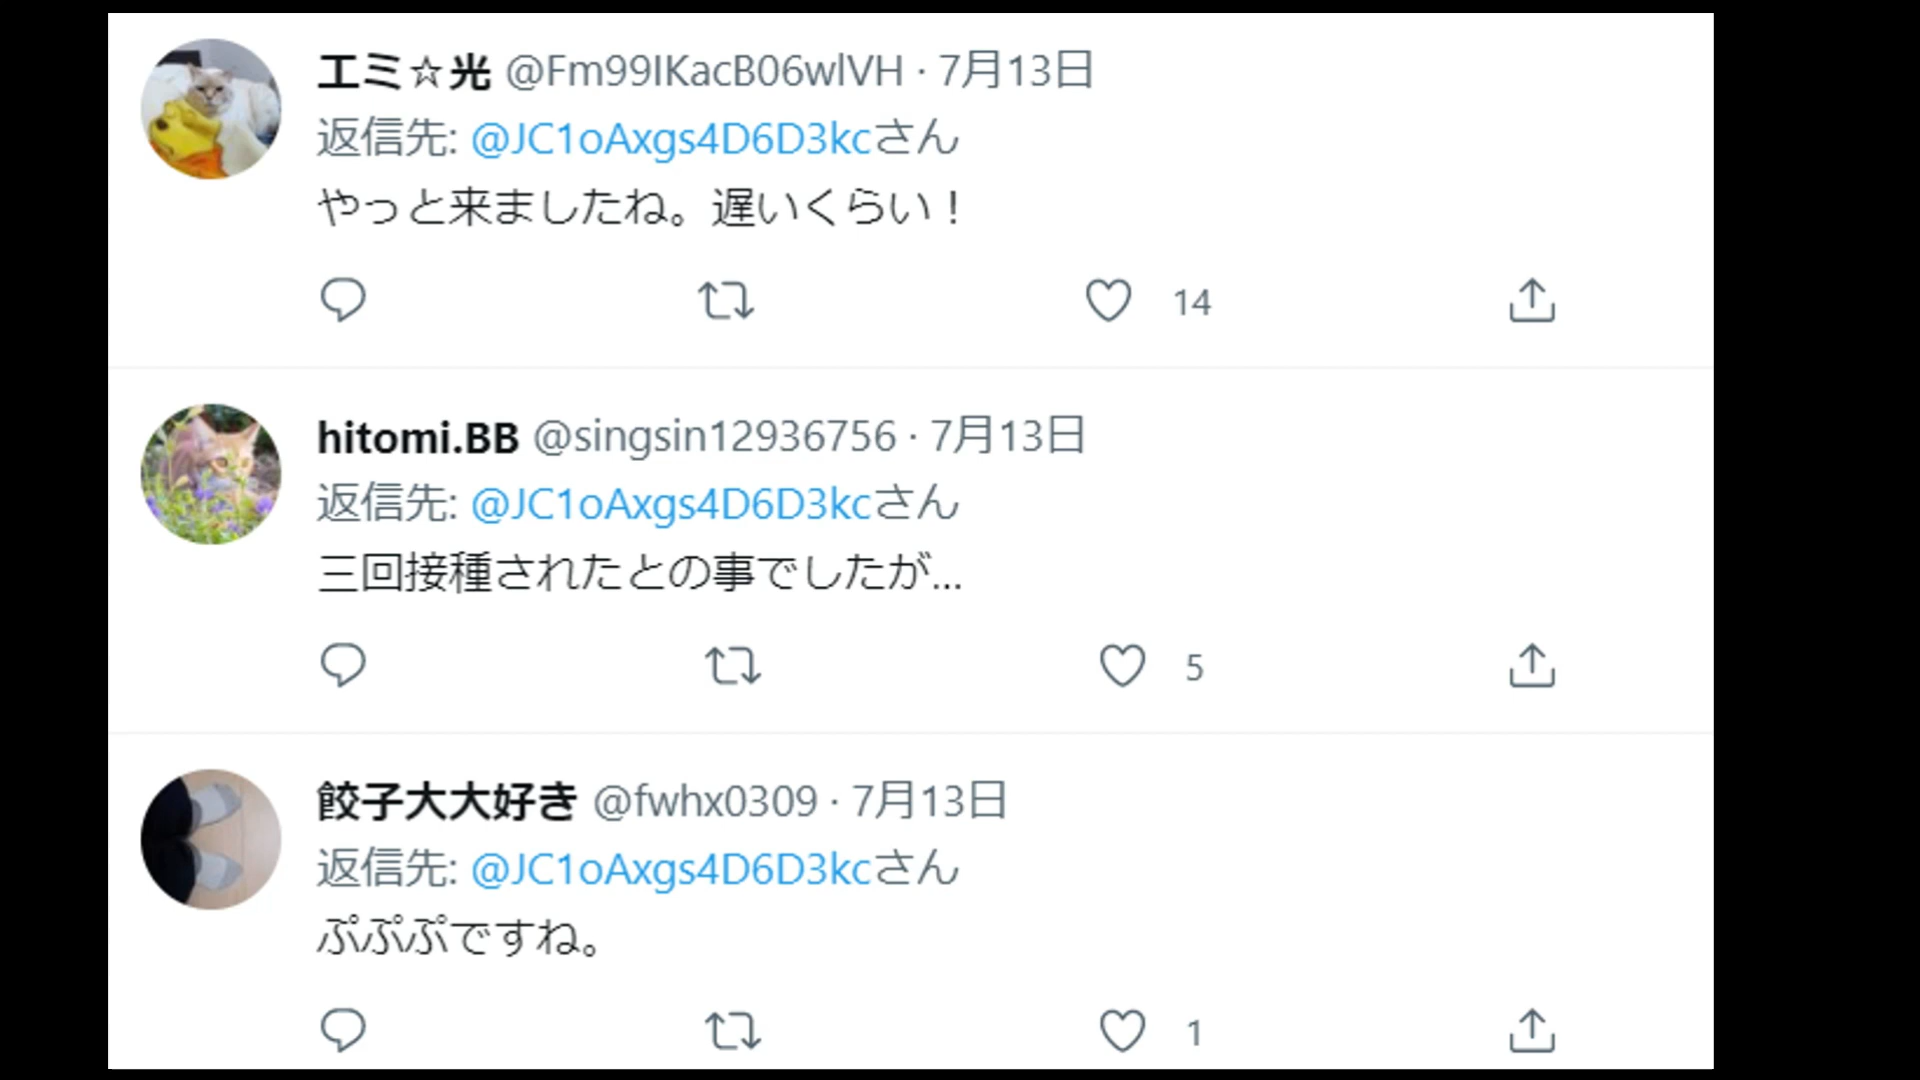 エミ☆光 @Fm99IKacB06wlVH · 7月13日
返信先: @JC1oAxgs4D6D3kcさん
やっと来ましたね。遅いくらい！
14
hitomi.BB @singsin12936756 · 7月13日
返信先: @JC1oAxgs4D6D3kcさん
三回接種されたとの事でしたが...
5
餃子大大好き @fwhx0309 · 7月13日
返信先: @JC1oAxgs4D6D3kcさん
ぷぷぷですね。
1